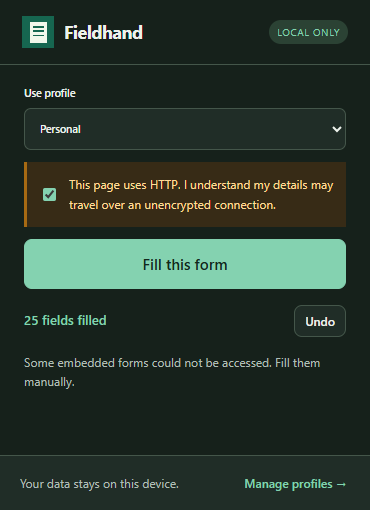 Fieldhand
LOCAL ONLY
Use profile
Personal
This page uses HTTP. I understand my details may
travel over an unencrypted connection.
Fill this form
25 fields filled
Undo
Some embedded forms could not be accessed. Fill them
manually.
Your data stays on this device.
Manage profiles →